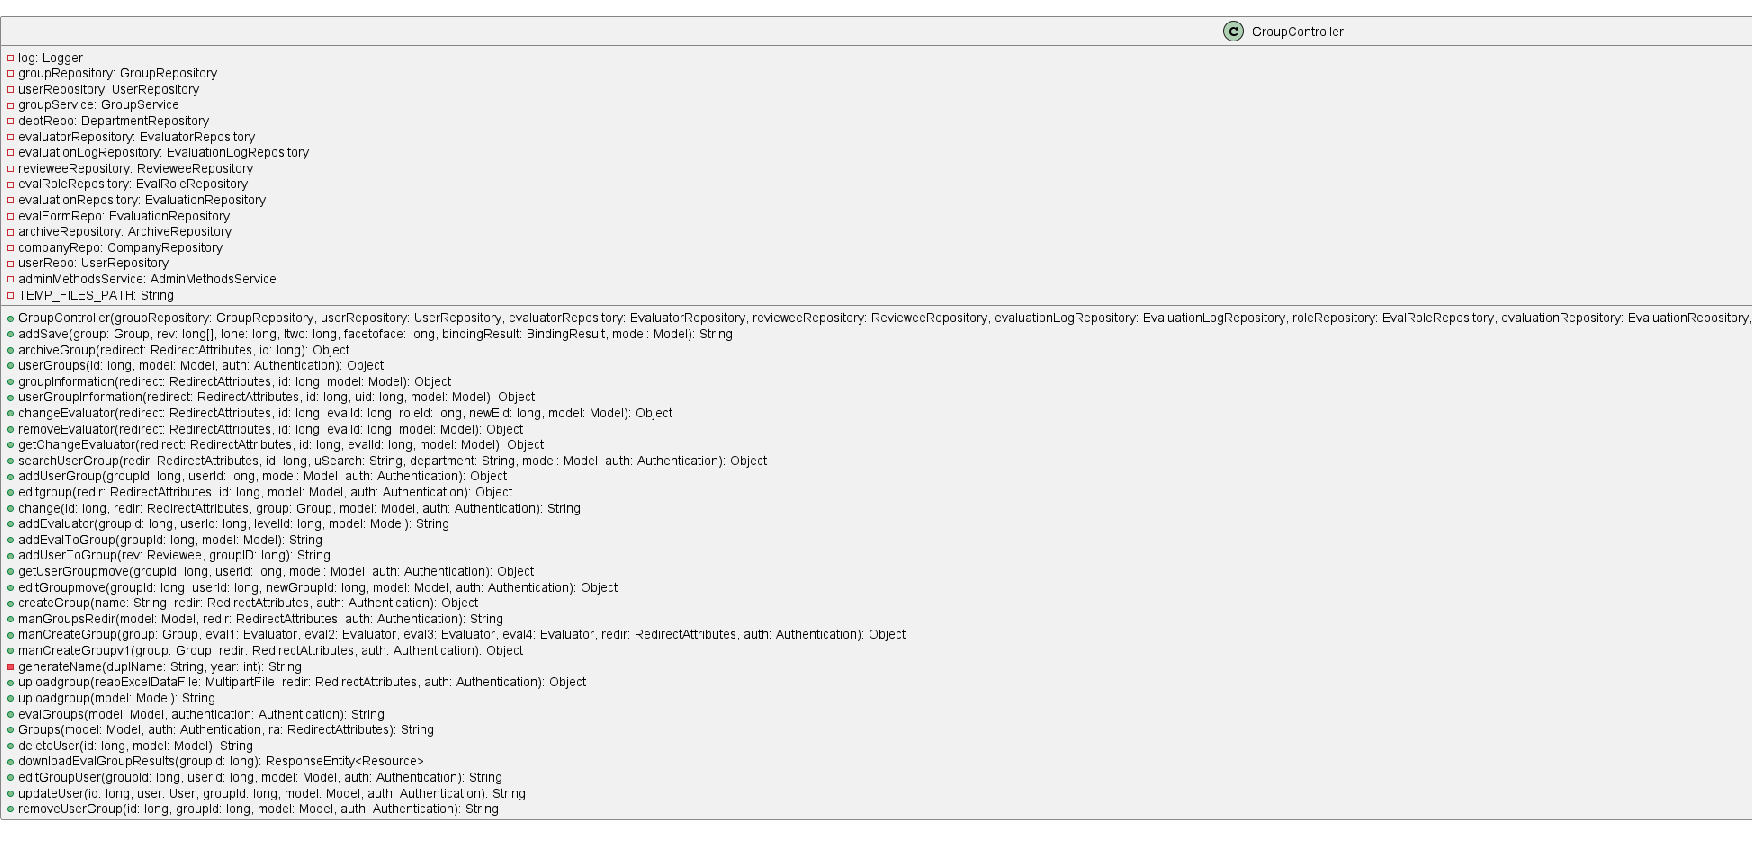 GroupController
log: Logger
groupRepository: GroupRepository
userRepository: UserRepository
groupService: GroupService
deptRepo: DepartmentRepository
evaluatorRepository: EvaluatorRepository
evaluationLogRepository: EvaluationLogRepository
revieweeRepository: RevieweeRepository
evalRoleRepository: EvalRoleRepository
evaluationRepository: EvaluationRepository
evalFormRepo: EvaluationRepository
archiveRepository: ArchiveRepository
companyRepo: CompanyRepository
userRepo: UserRepository
adminMethodsService: AdminMethodsService
TEMP_FILES_PATH: String
GroupController(groupRepository: GroupRepository, userRepository: UserRepository, evaluatorRepository: EvaluatorRepository, revieweeRepository: RevieweeRepository, evaluationLogRepository: EvaluationLogRepository, roleRepository: EvalRoleRepository, evaluationRepository: EvaluationRepository,
addSave(group: Group, rev: long[], lone: long, ltwo: long, facetoface: long, bindingResult: BindingResult, model: Model): String
archiveGroup(redirect: RedirectAttributes, id: long): Object
userGroups(id: long, model: Model, auth: Authentication): Object
groupInformation(redirect: RedirectAttributes, id: long, model: Model): Object
userGroupInformation(redirect: RedirectAttributes, id: long, uid: long, model: Model): Object
changeEvaluator(redirect: RedirectAttributes, id: long, evalId: long, roleId: long, newEid: long, model: Model): Object
removeEvaluator(redirect: RedirectAttributes, id: long, evalId: long, model: Model): Object
getChangeEvaluator(redirect: RedirectAttributes, id: long, evalId: long, model: Model): Object
searchUserGroup(redir: RedirectAttributes, id: long, uSearch: String, department: String, model: Model, auth: Authentication): Object
addUserGroup(groupId: long, userId: long, model: Model, auth: Authentication): Object
editgroup(redir: RedirectAttributes, id: long, model: Model, auth: Authentication): Object
change(id: long, redir: RedirectAttributes, group: Group, model: Model, auth: Authentication): String
addEvaluator(groupId: long, userId: long, levelId: long, model: Model): String
addEvalToGroup(groupId: long, model: Model): String
addUserToGroup(rev: Reviewee, groupID: long): String
getUserGroupmove(groupId: long, userId: long, model: Model, auth: Authentication): Object
editGroupmove(groupId: long, userId: long, newGroupId: long, model: Model, auth: Authentication): Object
createGroup(name: String, redir: RedirectAttributes, auth: Authentication): Object
manGroupsRedir(model: Model, redir: RedirectAttributes, auth: Authentication): String
manCreateGroup(group: Group, eval1: Evaluator, eval2: Evaluator, eval3: Evaluator, eval4: Evaluator, redir: RedirectAttributes, auth: Authentication): Object
manCreateGroupv1(group: Group, redir: RedirectAttributes, auth: Authentication): Object
generateName(duplName: String, year: int): String
uploadgroup(reapExcelDataFile: MultipartFile, redir: RedirectAttributes, auth: Authentication): Object
uploadgroup(model: Model): String
evalGroups(model: Model, authentication: Authentication): String
Groups(model: Model, auth: Authentication, ra: RedirectAttributes): String
deleteUser(id: long, model: Model): String
downloadEvalGroupResults(groupId: long): ResponseEntity<Resource>
editGroupUser(groupId: long, userid: long, model: Model, auth: Authentication): String
updateUser(id: long, user: User, groupId: long, model: Model, auth: Authentication): String
removeUserGroup(id: long, groupId: long, model: Model, auth: Authentication): String